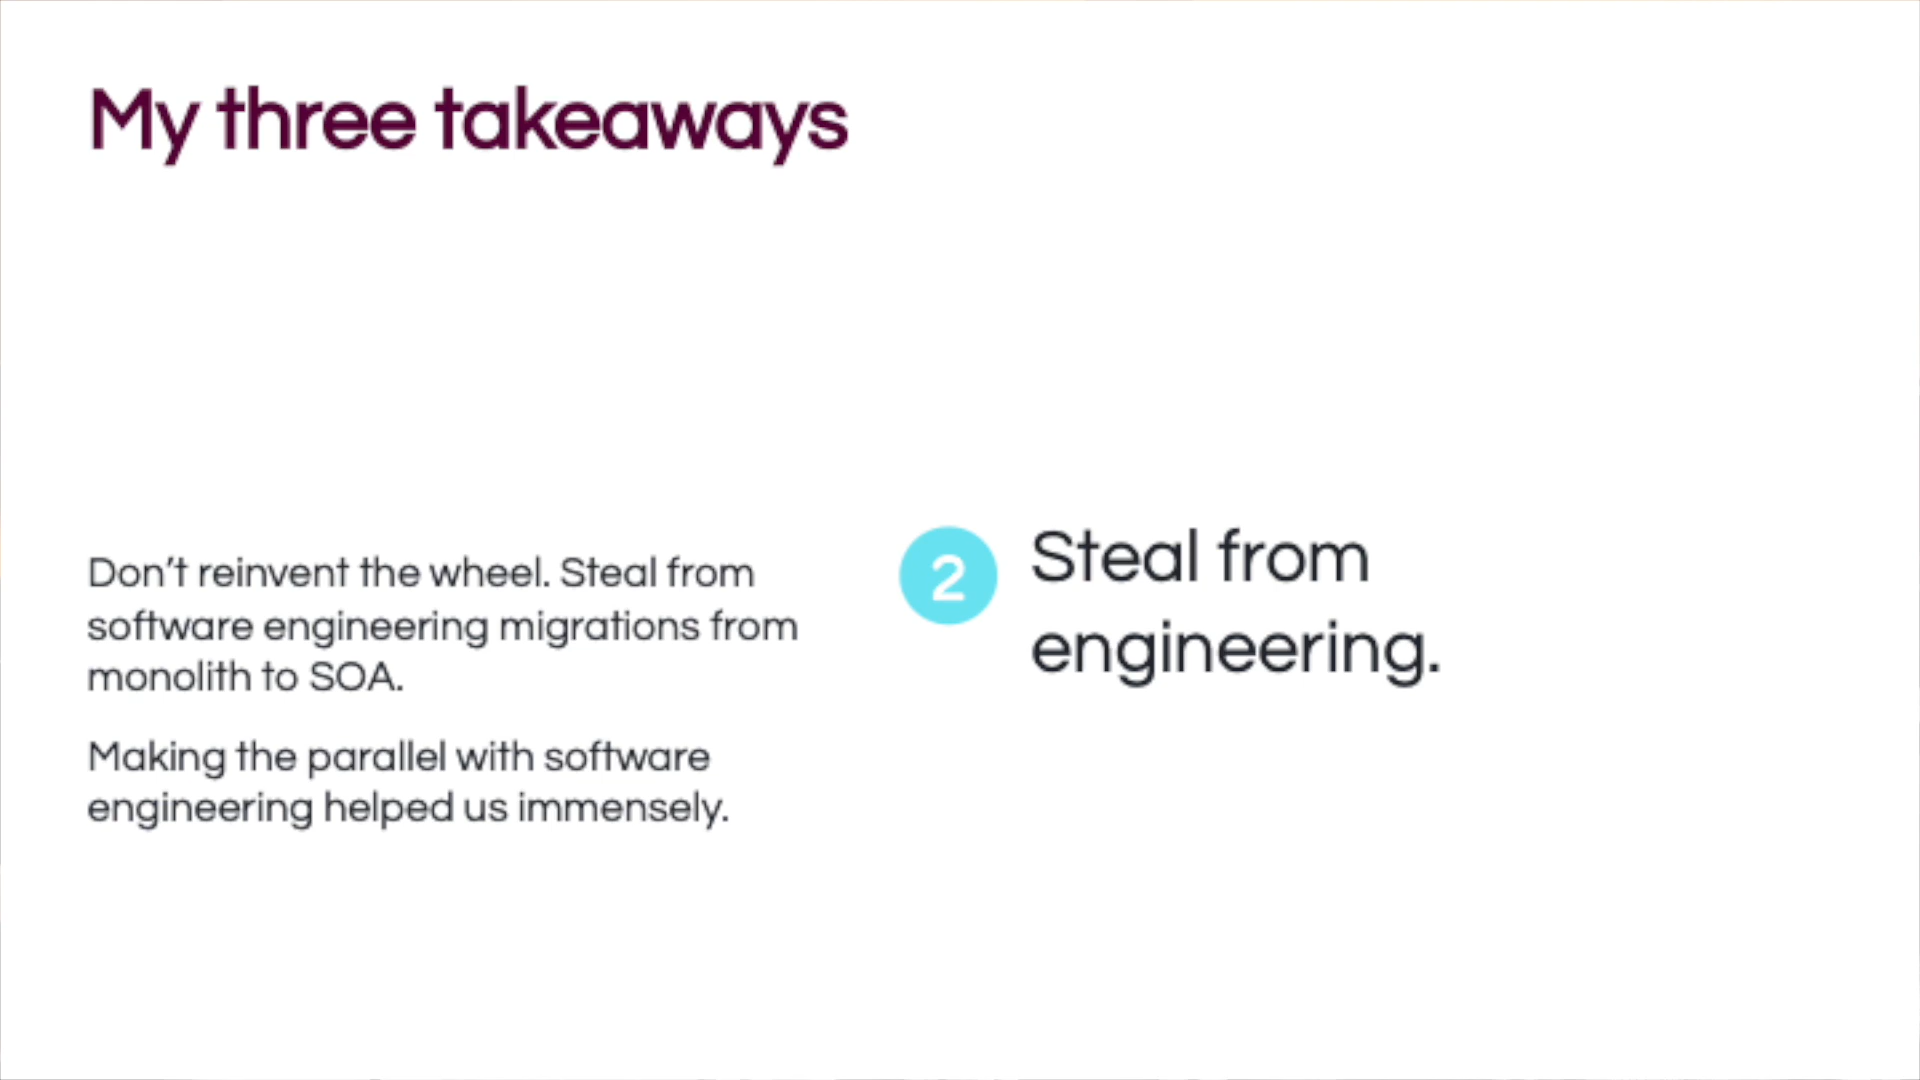 My three takeaways
Don’t reinvent the wheel. Steal from
software engineering migrations from
monolith to SOA.
Making the parallel with software
engineering helped us immensely.
2
Steal from
engineering.